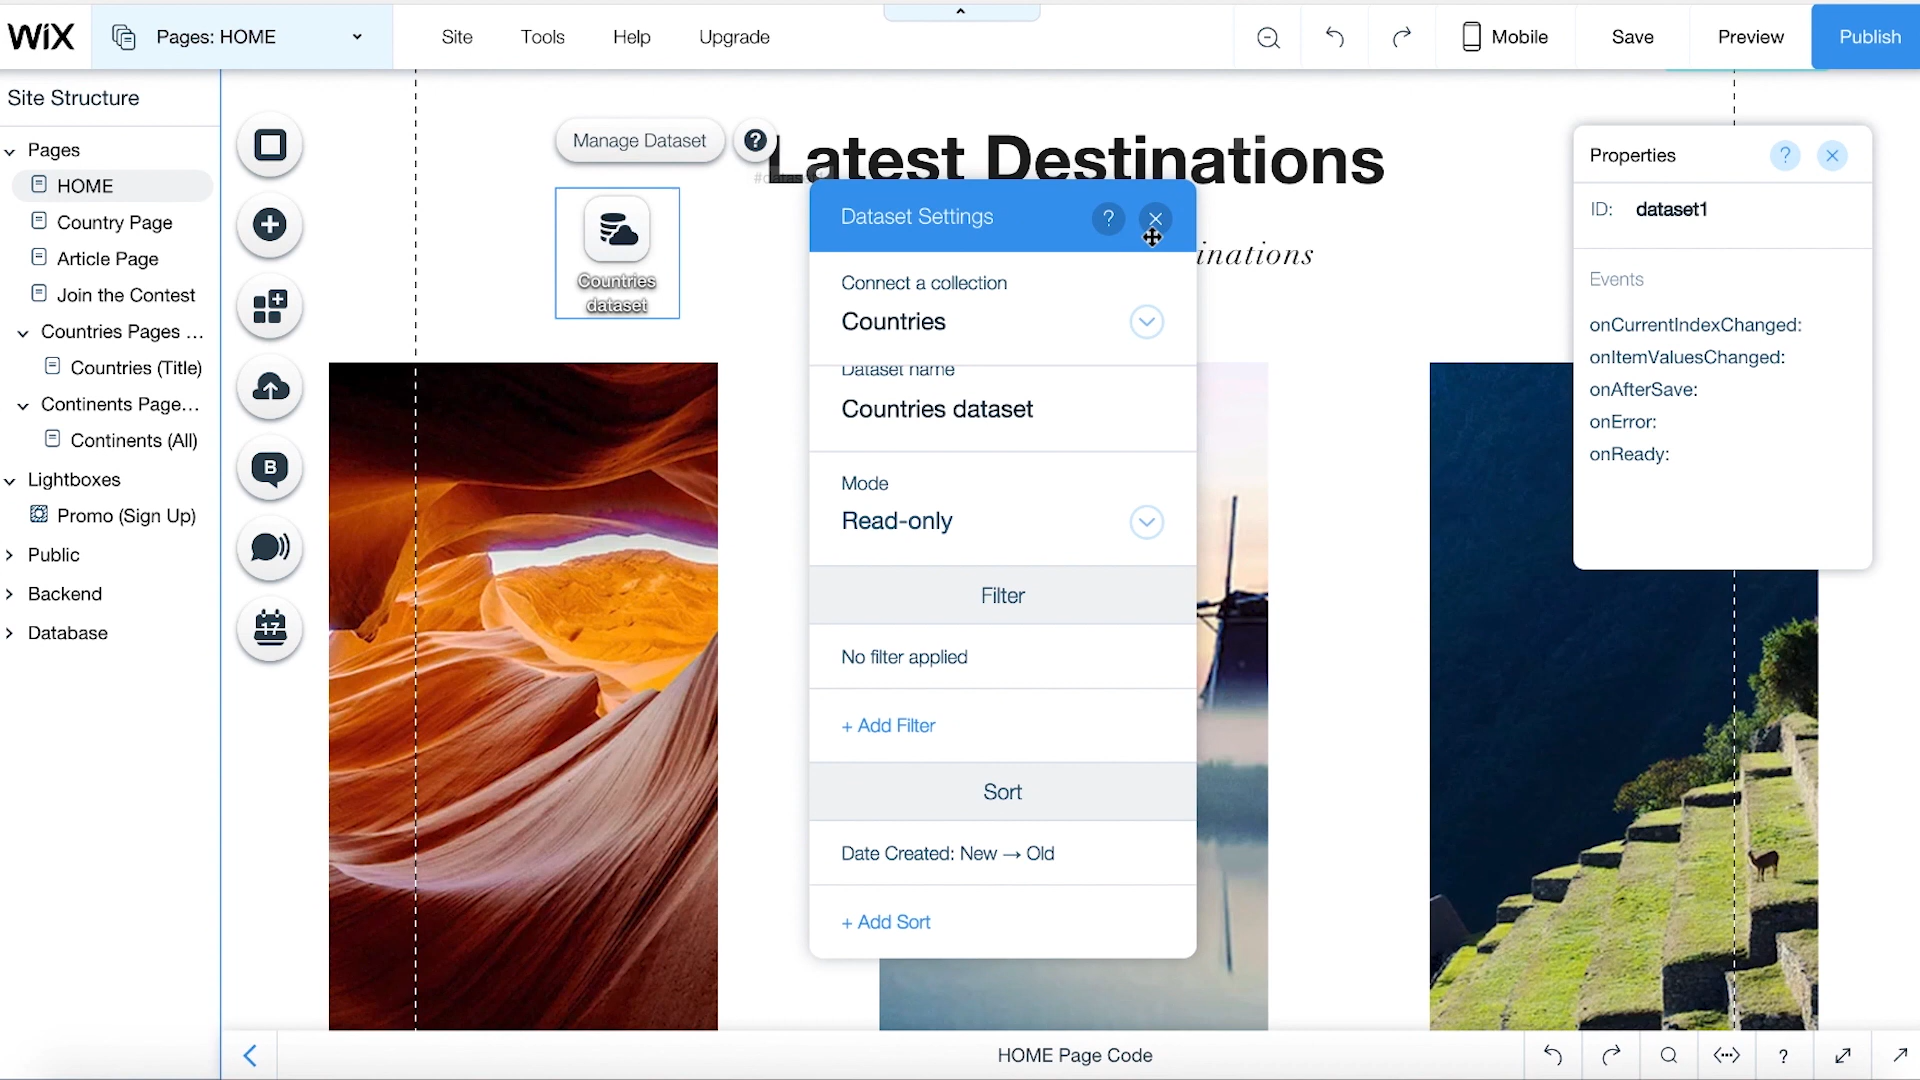 WiX
Pages: HOME
Site
Tools
Help
Upgrade
Mobile
Save
Preview
Publish
Site Structure
Pages
HOME
Country Page
Article Page
Join the Contest
Countries Pages ...
Countries (Title)
Continents Page...
Continents (All)
Lightboxes
Promo (Sign Up)
Public
Backend
Database
B
17
Manage Dataset
?
Latest Destinations
Countries
dataset
Dataset Settings
?
inations
Connect a collection
Countries
Dataset name
Countries dataset
Mode
Read-only
Filter
No filter applied
+ Add Filter
Sort
Date Created: New → Old
+ Add Sort
Properties
?
ID: dataset1
Events
onCurrentIndexChanged:
onItemValuesChanged:
onAfterSave:
onError:
onReady:
HOME Page Code
?